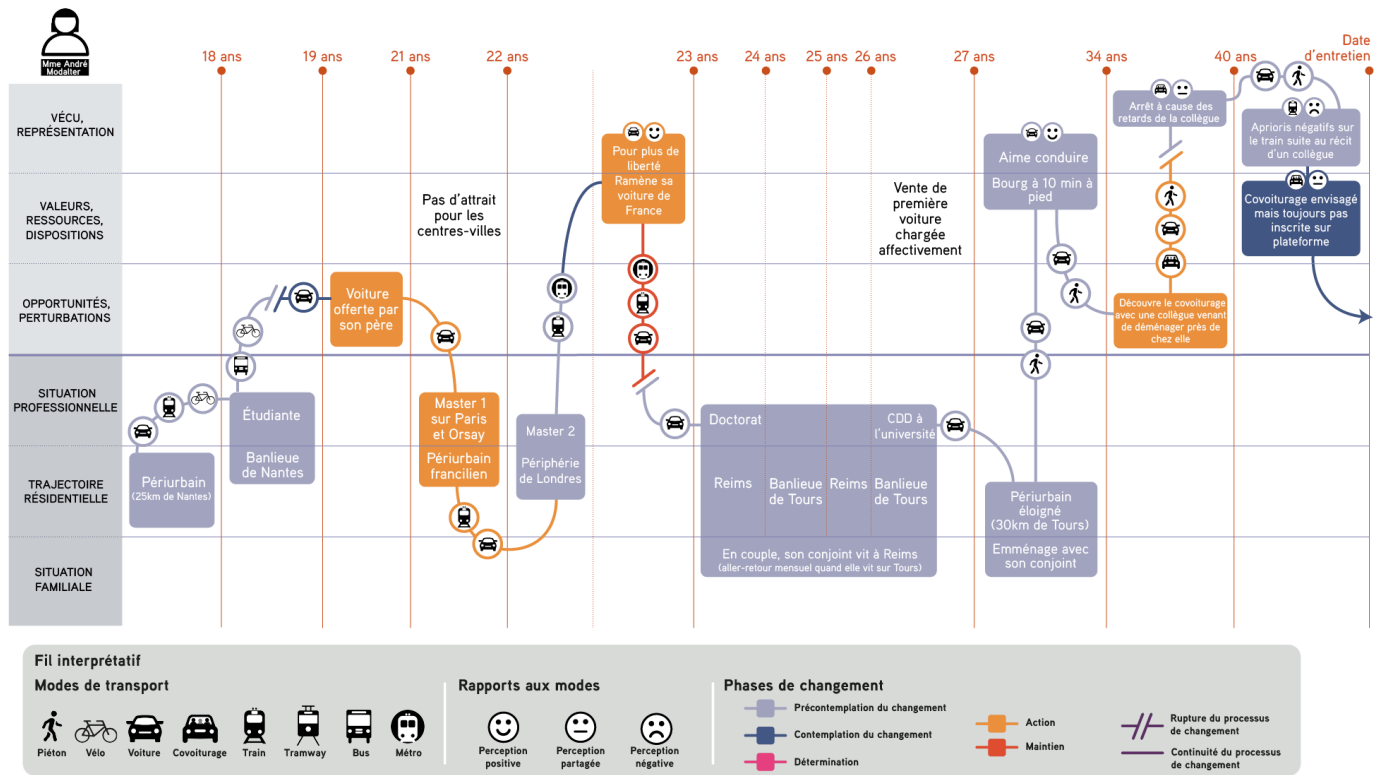 Mme André
Modalter
18 ans
19 ans
21 ans
22 ans
23 ans
24 ans
25 ans
26 ans
27 ans
34 ans
40 ans
Date
d'entretien
VÉCU,
REPRÉSENTATION
VALEURS,
RESSOURCES,
DISPOSITIONS
OPPORTUNITÉS,
PERTURBATIONS
SITUATION
PROFESSIONNELLE
TRAJECTOIRE
RÉSIDENTIELLE
SITUATION
FAMILIALE
Périurbain
(25km de Nantes)
Étudiante
Banlieue
de Nantes
Voiture
offerte par
son père
Pas d'attrait
pour les
centres-villes
Master 1
sur Paris
et Orsay
Périurbain
francilien
Master 2
Périphérie
de Londres
Pour plus de
liberté
Ramène sa
voiture de
France
Doctorat
CDD à
l'université
Reims
Banlieue
de Tours
Reims
Banlieue
de Tours
En couple, son conjoint vit à Reims
(aller-retour mensuel quand elle vit sur Tours)
Vente de
première
voiture
chargée
affectivement
Aime conduire
Bourg à 10 min à
pied
Périurbain
éloigné
(30km de Tours)
Emménage avec
son conjoint
Découvre le covoiturage
avec une collègue venant
de déménager près de
chez elle
Arrêt à cause des
retards de la collègue
Aprioris négatifs sur
le train suite au récit
d'un collègue
Covoiturage envisagé
mais toujours pas
inscrite sur
plateforme
Fil interprétatif
Modes de transport
Piéton
Vélo
Voiture
Covoiturage
Train
Tramway
Bus
Métro
Rapports aux modes
Perception
positive
Perception
partagée
Perception
négative
Phases de changement
Précontemplation du changement
Contemplation du changement
Détermination
Action
Maintien
Rupture du processus
de changement
Continuité du processus
de changement